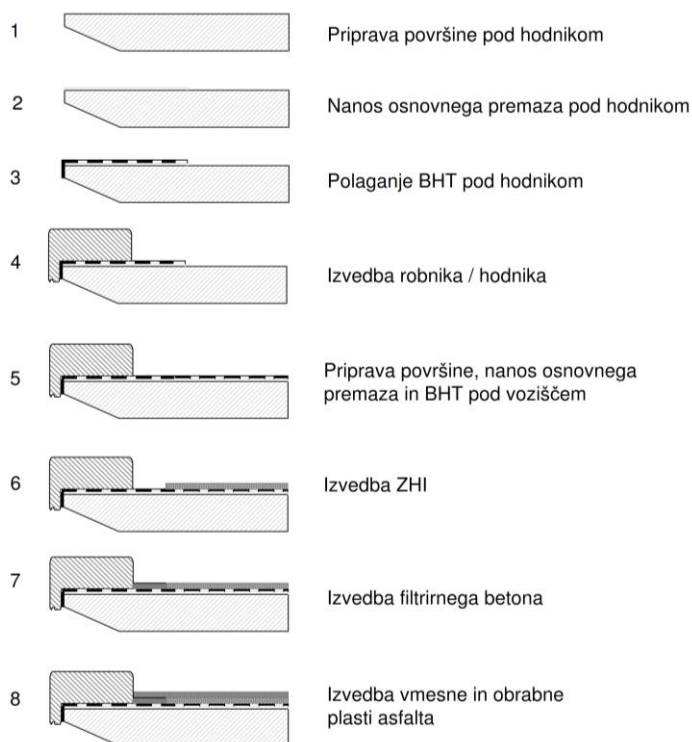 1 Priprava površine pod hodnikom
2 Nanos osnovnega premaza pod hodnikom
3 Polaganje BHT pod hodnikom
4 Izvedba robnika / hodnika
5 Priprava površine, nanos osnovnega
premaza in BHT pod voziščem
6 Izvedba ZHI
7 Izvedba filtrirnega betona
8 Izvedba vmesne in obrabne
plasti asfalta